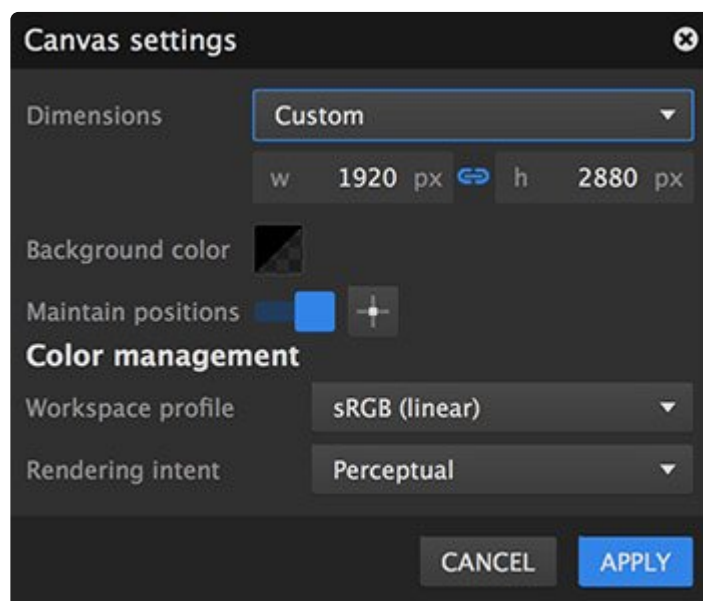 Canvas settings
Dimensions Custom
w 1920 px h 2880 px
Background color
Maintain positions
Color management
Workspace profile sRGB (linear)
Rendering intent Perceptual
CANCEL APPLY